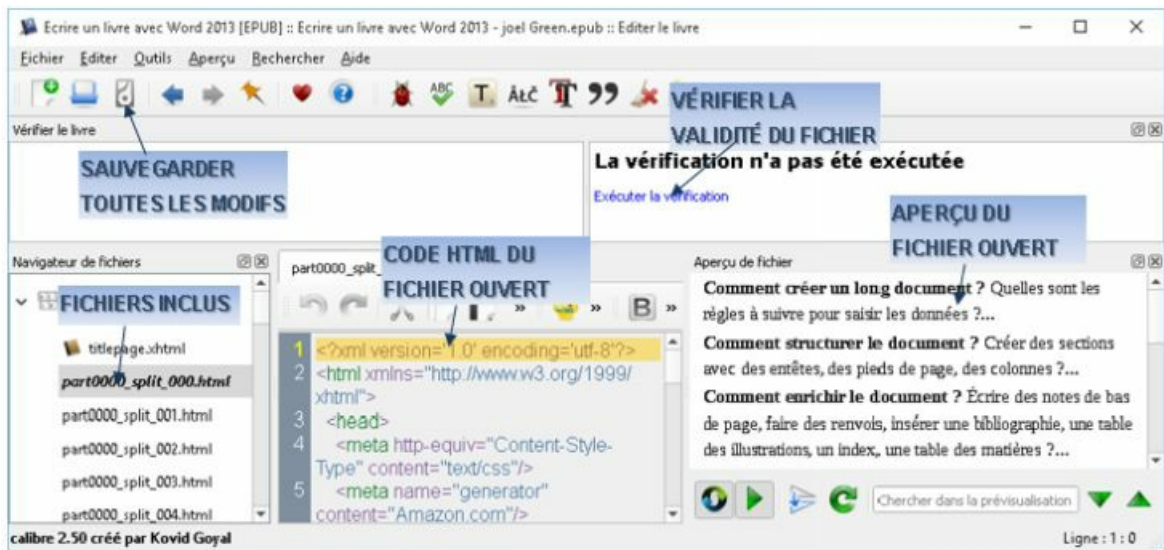 Ecrire un livre avec Word 2013 [EPUB] :: Ecrire un livre avec Word 2013 - joel Green.epub :: Editer le livre
Fichier Editer Outils Aperçu Rechercher Aide
ABC T ÂŁĆ T
Vérifier le livre
SAUVEGARDER
TOUTES LES MODIFS
VÉRIFIER LA
VALIDITÉ DU FICHIER
La vérification n'a pas été exécutée
Exécuter la vérification
Navigateur de fichiers
FICHIERS INCLUS
titlepage.xhtml
part0000_split_000.html
part0000_split_001.html
part0000_split_002.html
part0000_split_003.html
part0000_split_004.html
part0000_split_
CODE HTML DU
FICHIER OUVERT
B
1 <?xml version='1.0' encoding='utf-8'?>
2 <html xmlns="http://www.w3.org/1999/
xhtml">
3 <head>
4 <meta http-equiv="Content-Style-
Type" content="text/css"/>
5 <meta name="generator"
content="Amazon.com"/>
APERÇU DU
FICHIER OUVERT
Aperçu de fichier
Comment créer un long document ? Quelles sont les
règles à suivre pour saisir les données ?...
Comment structurer le document ? Créer des sections
avec des entêtes, des pieds de page, des colonnes ?...
Comment enrichir le document ? Écrire des notes de bas
de page, faire des renvois, insérer une bibliographie, une table
des illustrations, un index, une table des matières ?...
Chercher dans la prévisualisation
calibre 2.50 créé par Kovid Goyal
Ligne : 1 : 0